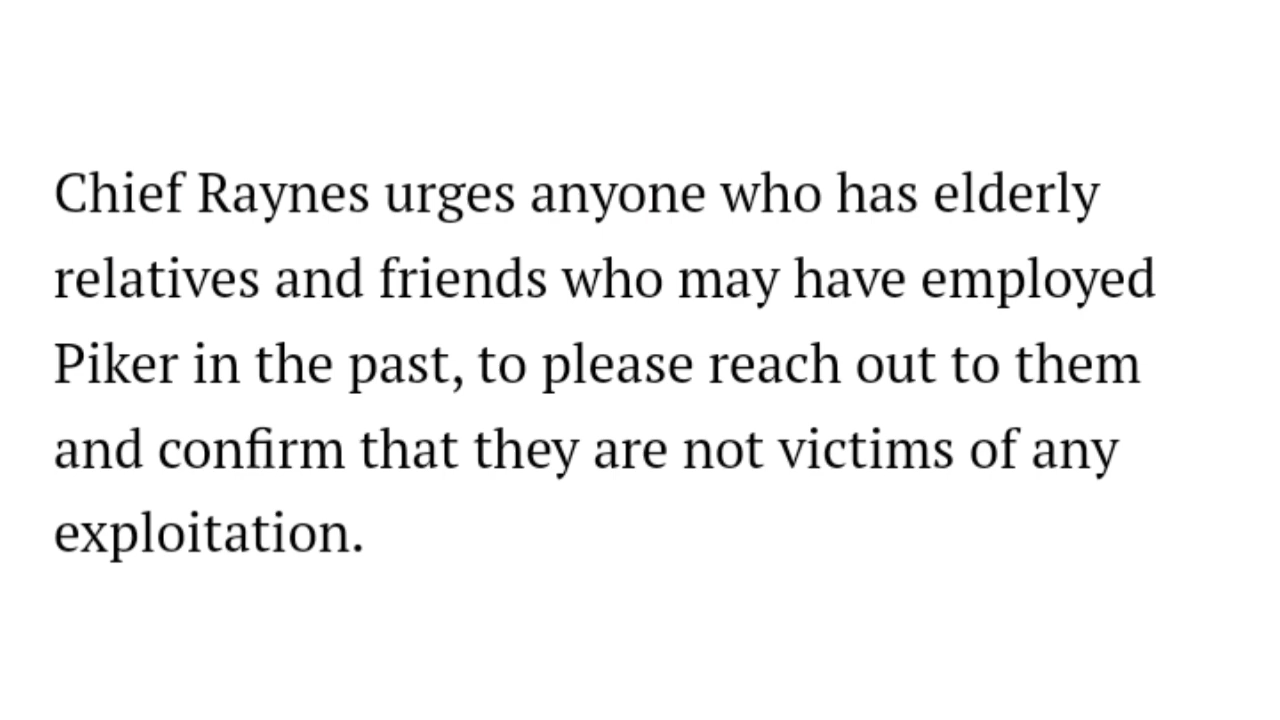 Chief Raynes urges anyone who has elderly
relatives and friends who may have employed
Piker in the past, to please reach out to them
and confirm that they are not victims of any
exploitation.